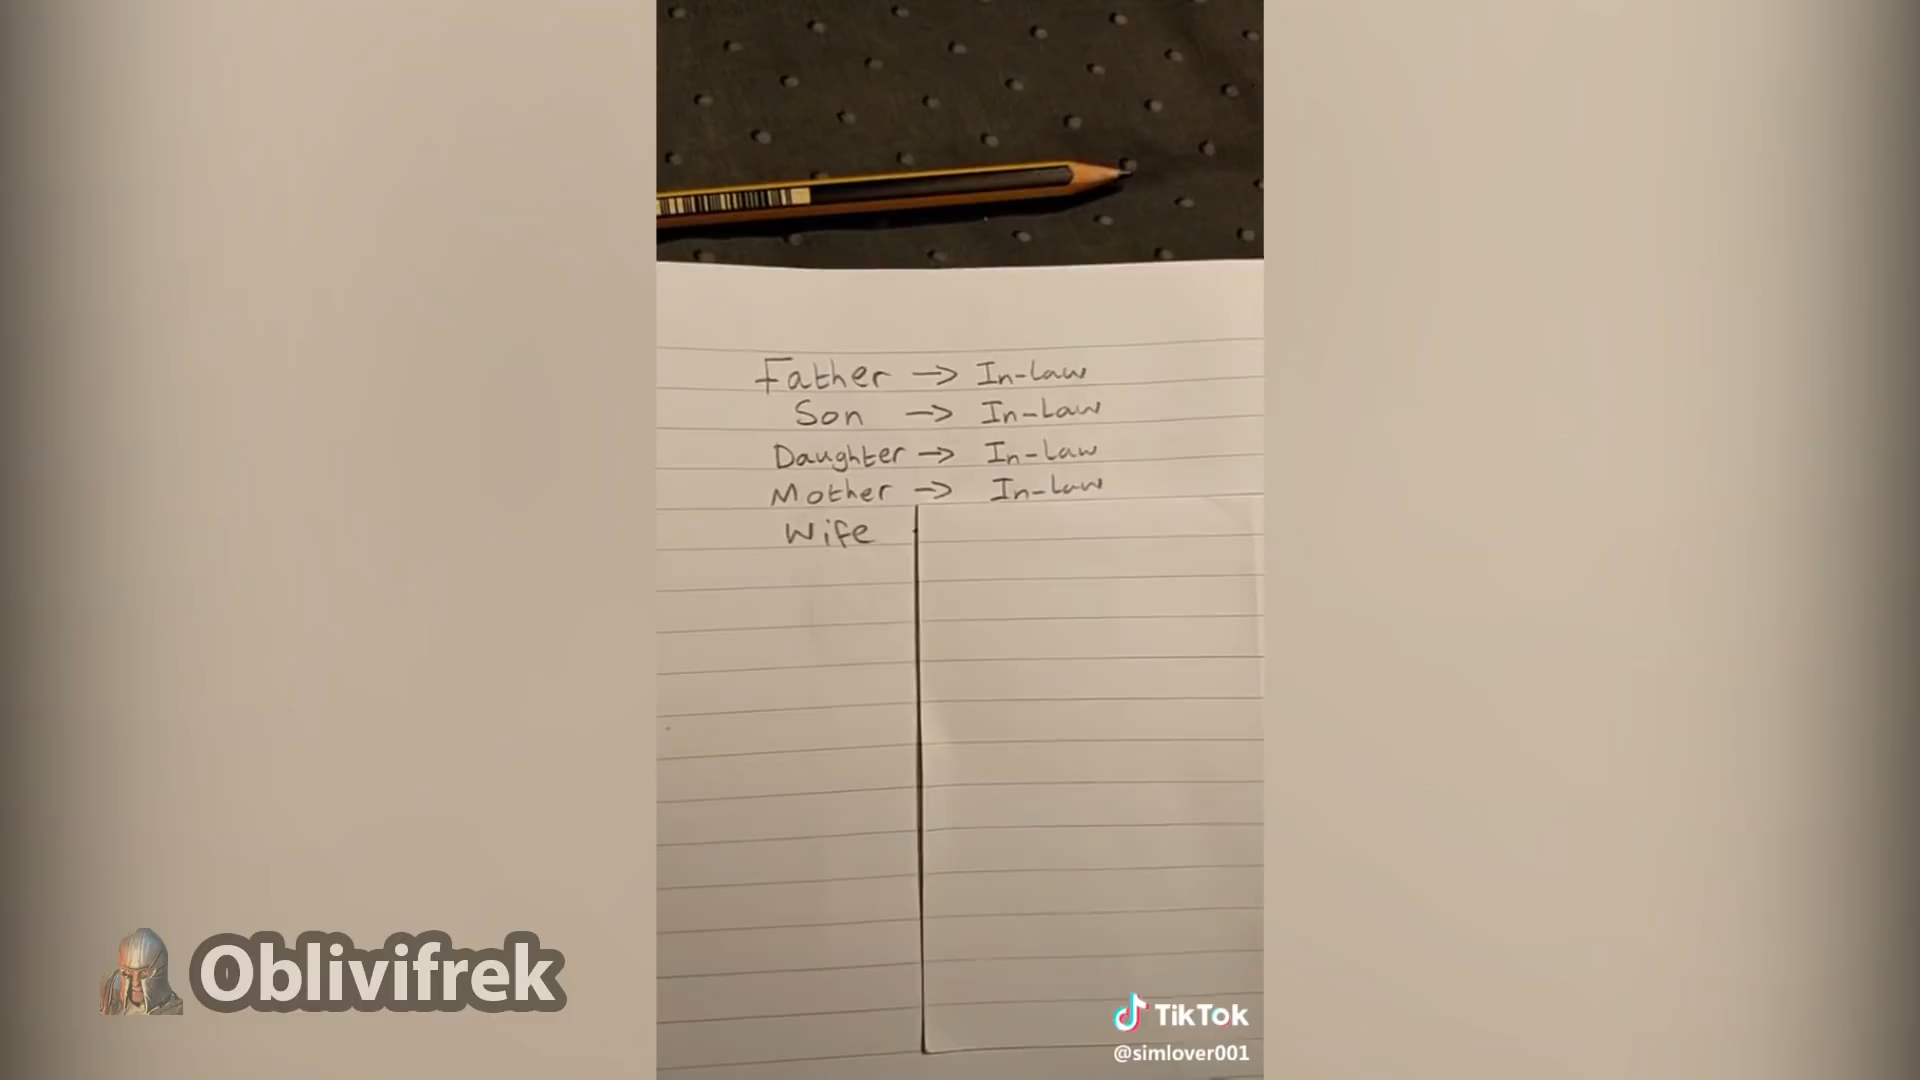 Father → In-law
Son → In-Law
Daughter → In-Law
Mother → In-Law
Wife
Oblivifrek
TikTok
@simlover001